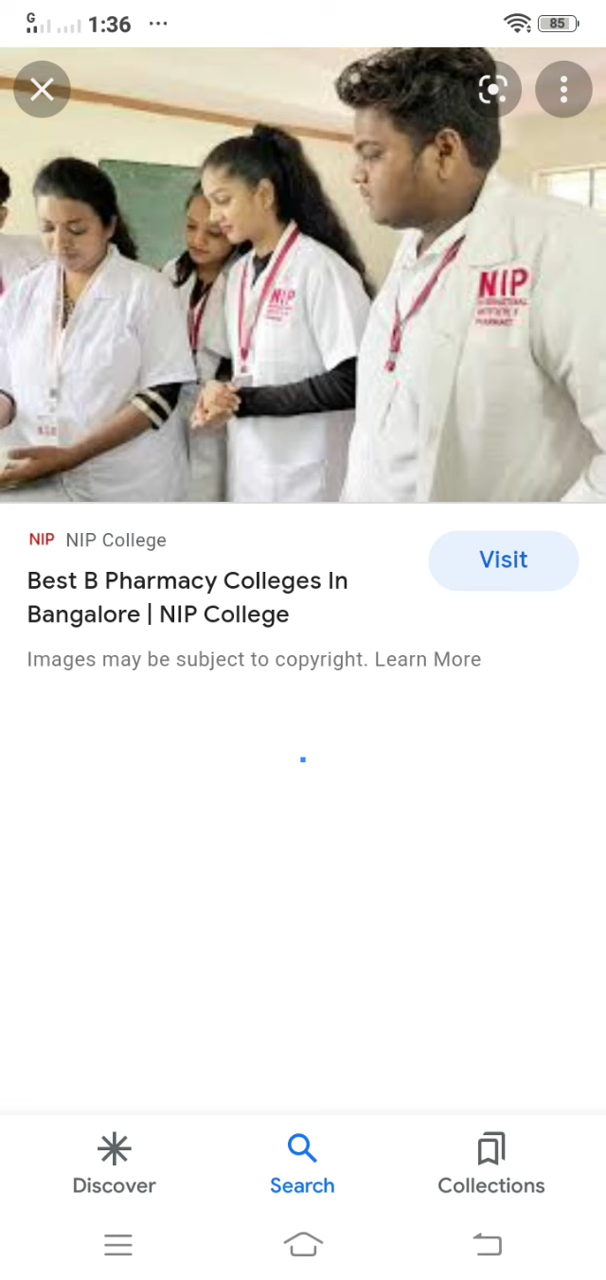 G
1:36 ...
85
NIP
NIP
NIP NIP College
Visit
Best B Pharmacy Colleges In
Bangalore | NIP College
Images may be subject to copyright. Learn More
Discover
Search
Collections